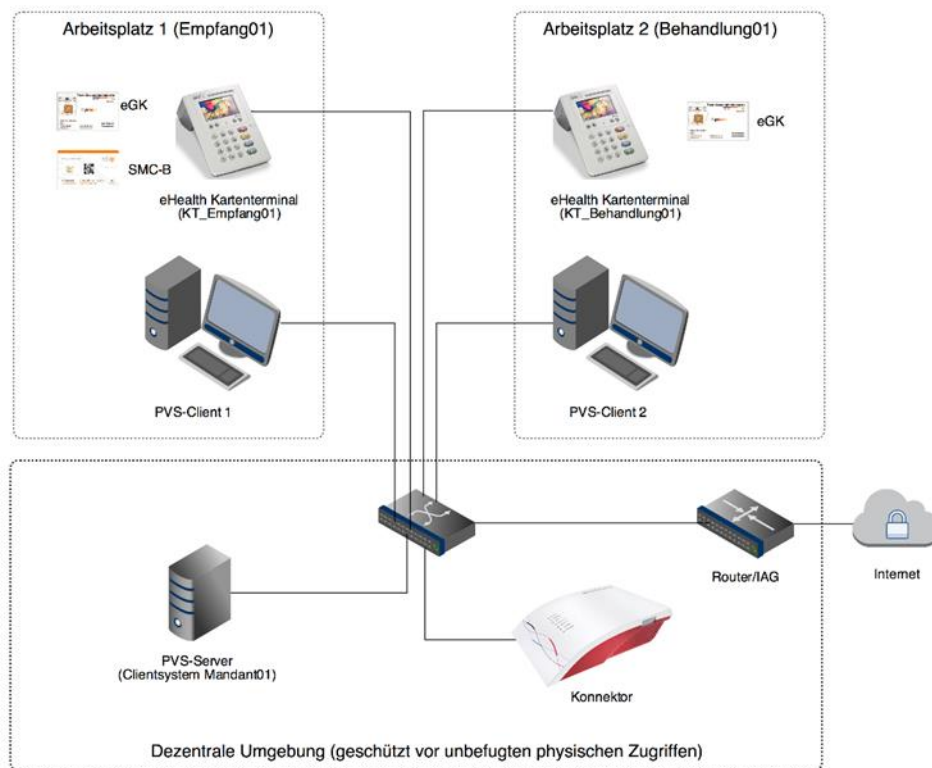 Arbeitsplatz 1 (Empfang01)
eGK
SMC-B
eHealth Kartenterminal
(KT_Empfang01)
PVS-Client 1
Arbeitsplatz 2 (Behandlung01)
eGK
eHealth Kartenterminal
(KT_Behandlung01)
PVS-Client 2
Router/IAG
Internet
PVS-Server
(Clientsystem Mandant01)
Konnektor
Dezentrale Umgebung (geschützt vor unbefugten physischen Zugriffen)